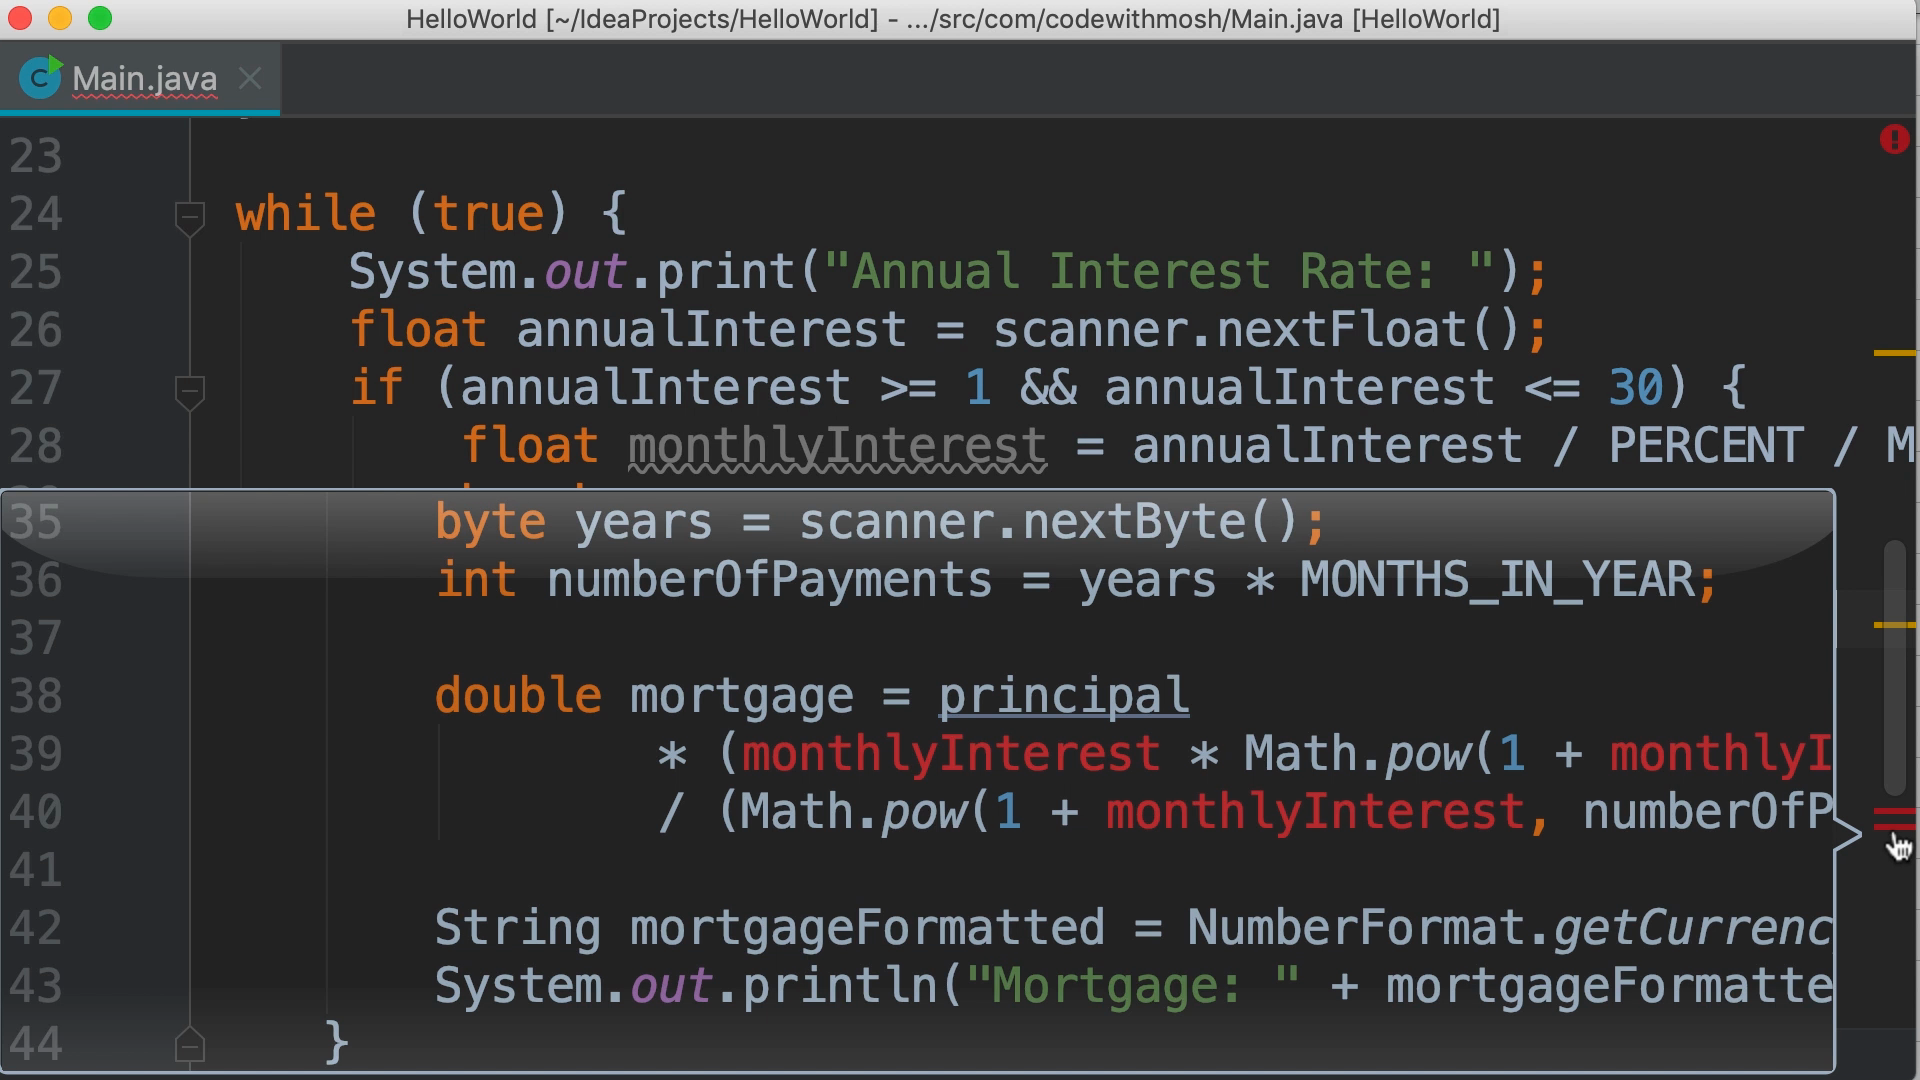 HelloWorld [~/IdeaProjects/HelloWorld] - .../src/com/codewithmosh/Main.java [HelloWorld]
C Main.java
23
24 while (true) {
25 System.out.print("Annual Interest Rate: ");
26 float annualInterest = scanner.nextFloat();
27 if (annualInterest >= 1 && annualInterest <= 30) {
28 float monthlyInterest = annualInterest / PERCENT / M
35 byte years = scanner.nextByte();
36 int numberOfPayments = years * MONTHS_IN_YEAR;
37
38 double mortgage = principal
39 * (monthlyInterest * Math.pow(1 + monthlyI
40 / (Math.pow(1 + monthlyInterest, numberOfP
41
42 String mortgageFormatted = NumberFormat.getCurrenc
43 System.out.println("Mortgage: " + mortgageFormatte
44 }